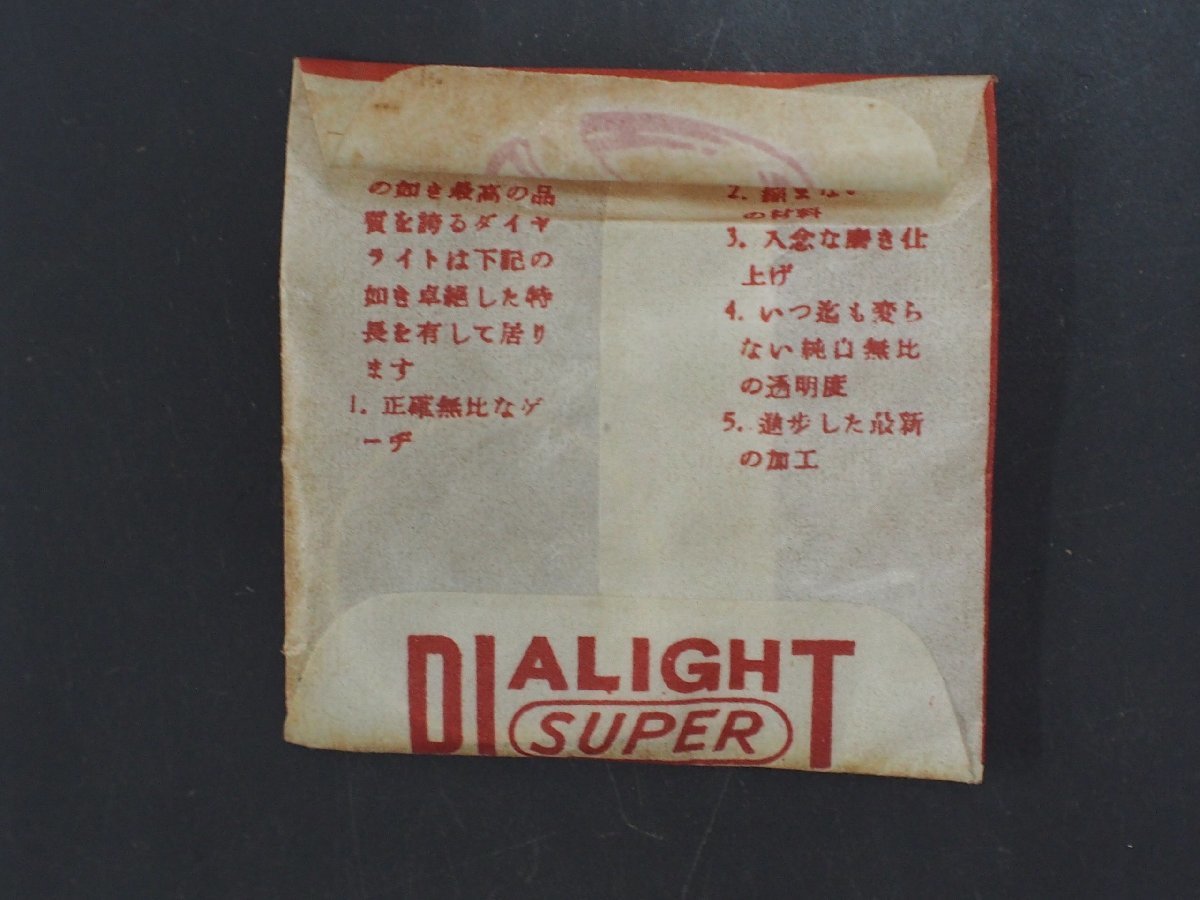 の如き最高の品
質を誇るダイヤ
ライトは下記の
如き卓絶した特
長を有して居り
ます
1. 正確無比なゲ
ーヂ
2.
の材料
3. 入念な磨き仕
上げ
4. いつ迄も変ら
ない純白無比
の透明度
5. 進歩した最新
の加工
DIALIGHT
SUPER